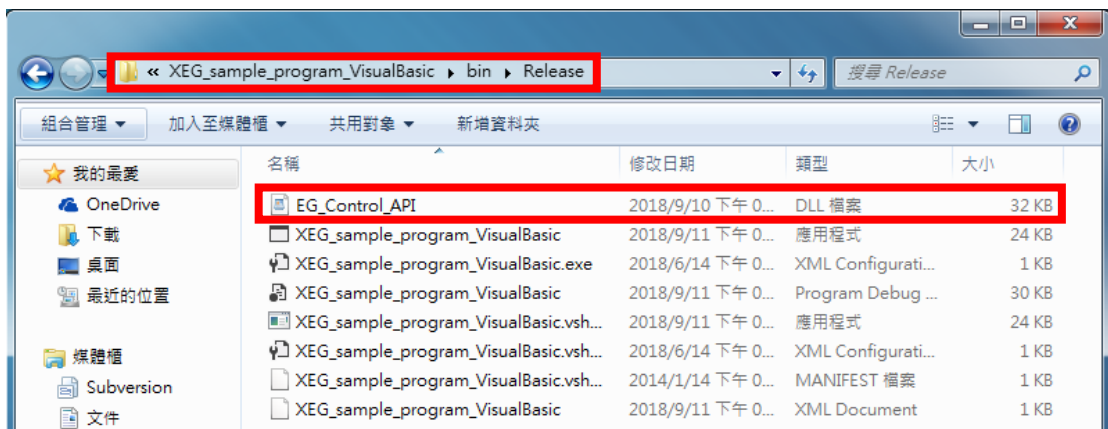 « XEG_sample_program_VisualBasic ▸ bin ▸ Release
搜尋 Release
組合管理 加入至媒體櫃 共用對象 新增資料夾
我的最愛
OneDrive
下載
桌面
最近的位置
媒體櫃
Subversion
文件
名稱 修改日期 類型 大小
EG_Control_API 2018/9/10 下午 0... DLL 檔案 32 KB
XEG_sample_program_VisualBasic 2018/9/11 下午 0... 應用程式 24 KB
XEG_sample_program_VisualBasic.exe 2018/6/14 下午 0... XML Configurati... 1 KB
XEG_sample_program_VisualBasic 2018/9/11 下午 0... Program Debug ... 30 KB
XEG_sample_program_VisualBasic.vsh... 2018/9/11 下午 0... 應用程式 24 KB
XEG_sample_program_VisualBasic.vsh... 2018/6/14 下午 0... XML Configurati... 1 KB
XEG_sample_program_VisualBasic.vsh... 2014/1/14 下午 0... MANIFEST 檔案 1 KB
XEG_sample_program_VisualBasic 2018/9/11 下午 0... XML Document 1 KB